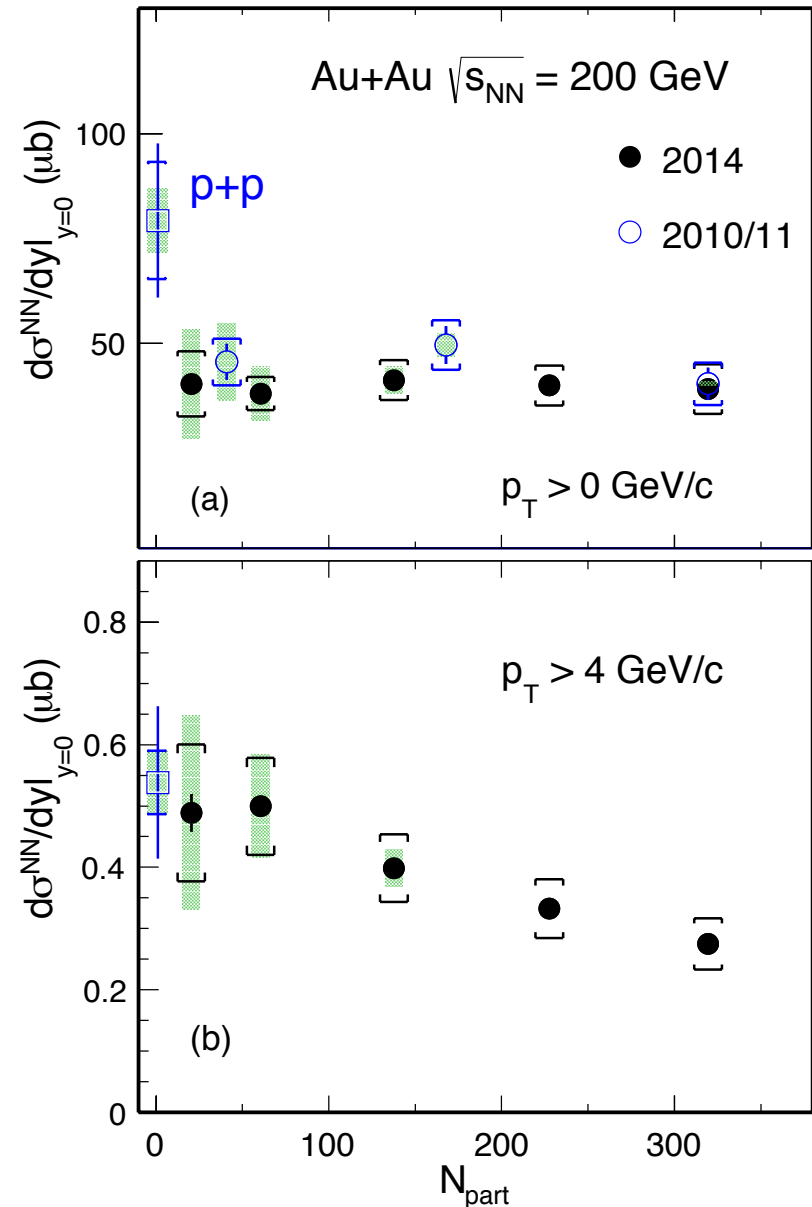 Au+Au √sNN = 200 GeV
100
50
dσNN/dy|y=0 (μb)
p+p
2014
2010/11
(a)
pT > 0 GeV/c
0.8
0.6
0.4
0.2
0
dσNN/dy|y=0 (μb)
pT > 4 GeV/c
(b)
0 100 200 300
Npart